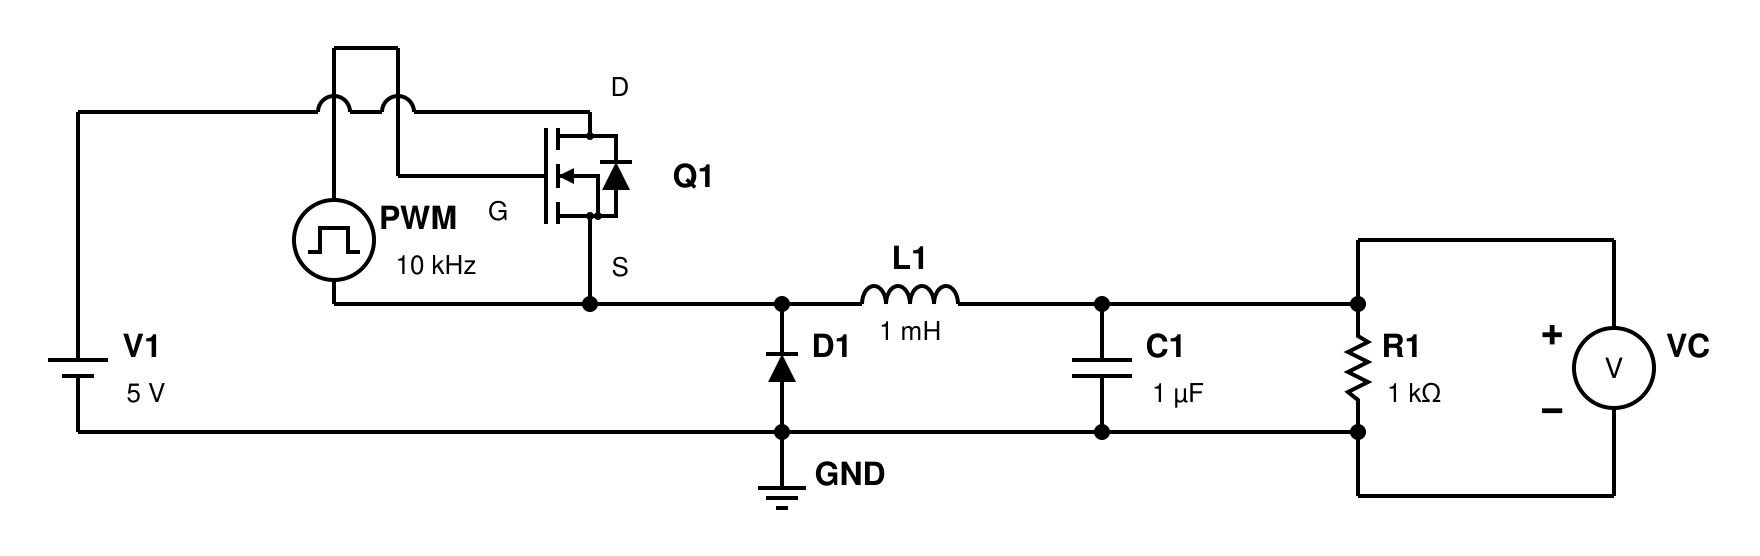 D
Q1
PWM
G
10 kHz
S
L1
1 mH
V1
5 V
D1
C1
1 µF
R1
1 kΩ
+
V
VC
−
GND